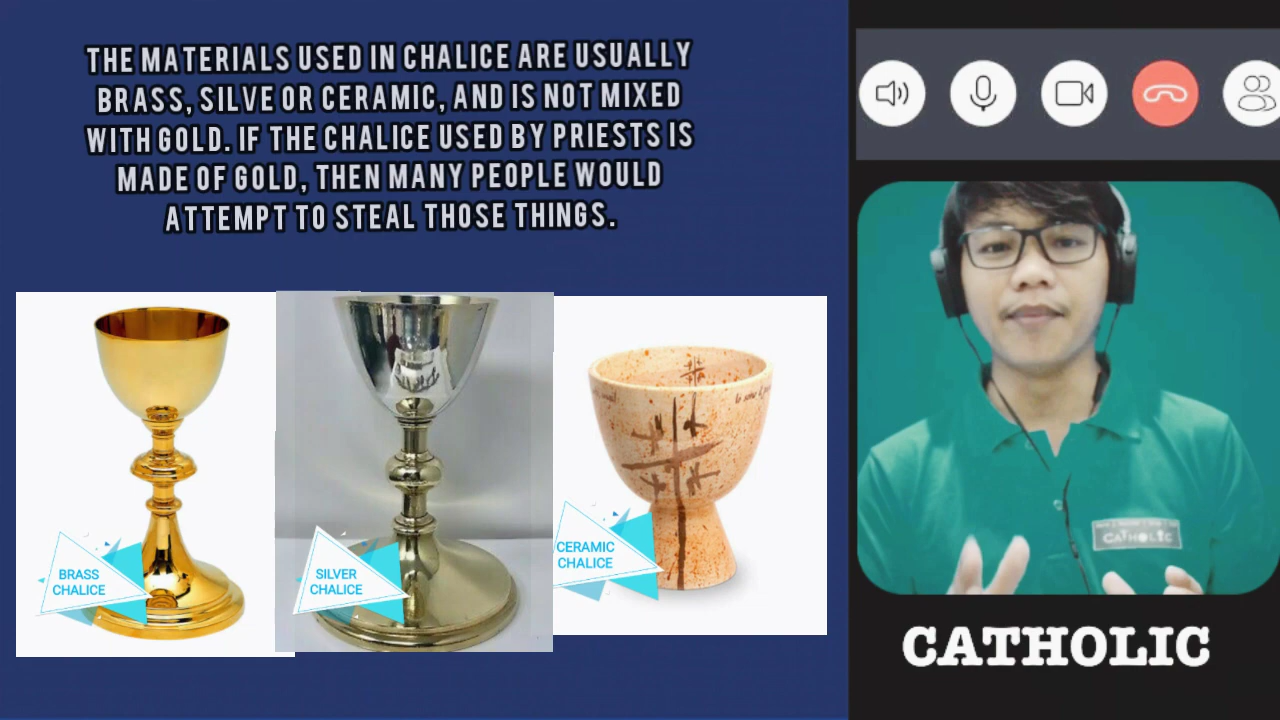 THE MATERIALS USED IN CHALICE ARE USUALLY
BRASS, SILVE OR CERAMIC, AND IS NOT MIXED
WITH GOLD. IF THE CHALICE USED BY PRIESTS IS
MADE OF GOLD, THEN MANY PEOPLE WOULD
ATTEMPT TO STEAL THOSE THINGS.
BRASS
CHALICE
SILVER
CHALICE
CERAMIC
CHALICE
CATHOLIC
CATHOLIC